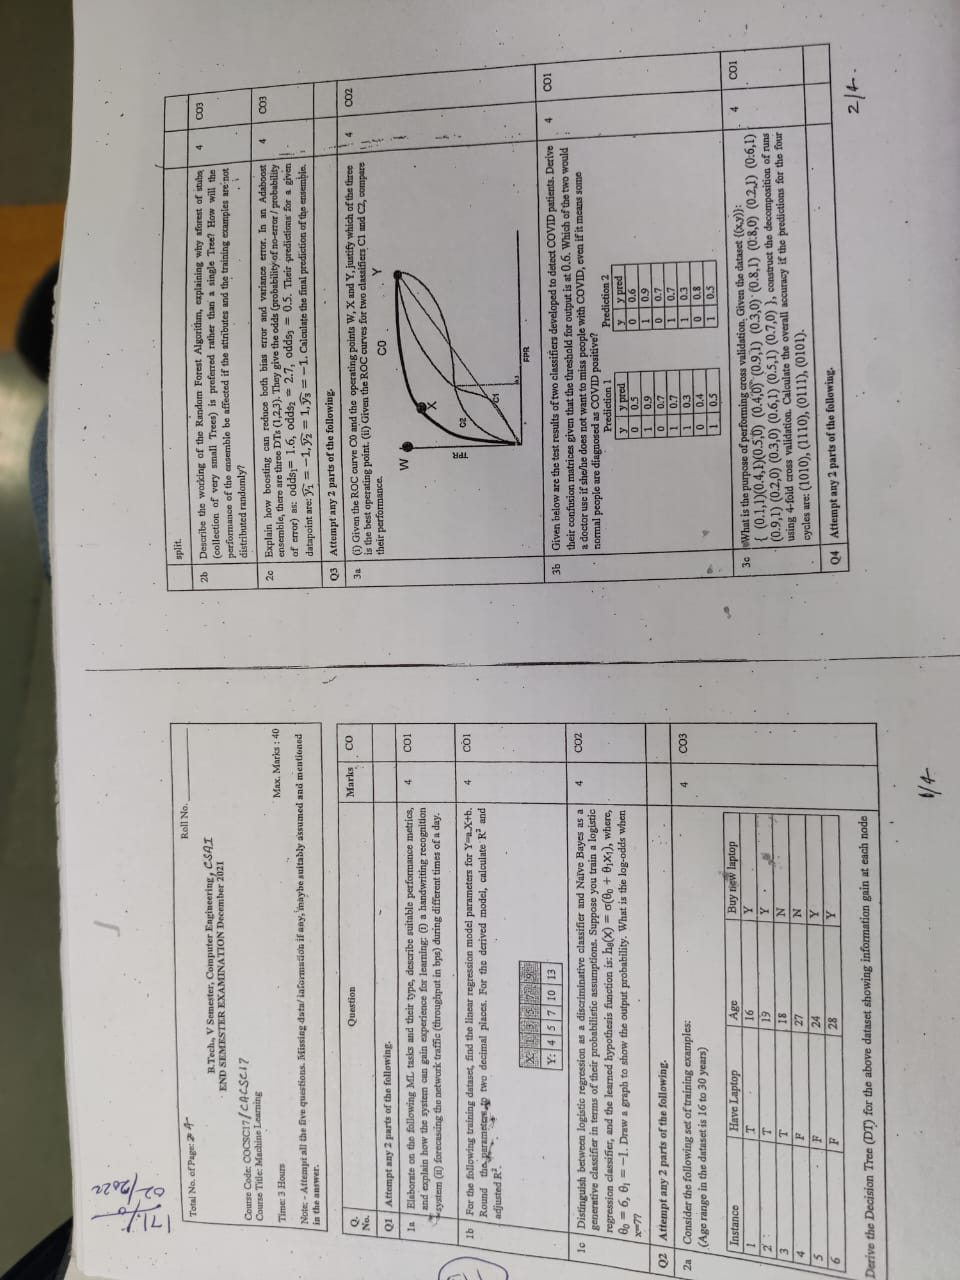 17/02/2022
Total No. of Page: 4
Roll No.
B.Tech., V Semester, Computer Engineering, CSAI
END SEMESTER EXAMINATION December 2021
Course Code: COCSC17/CACSC17
Course Title: Machine Learning
Time: 3 Hours
Max. Marks : 40
Note: - Attempt all the five questions. Missing data/ information if any, maybe suitably assumed and mentioned
in the answer.
Q. No. Question Marks CO
Q1 Attempt any 2 parts of the following.
1a Elaborate on the following ML tasks and their type, describe suitable performance metrics, 4 CO1
and explain how the system can gain experience for learning: (i) a handwriting recognition
system (ii) forecasting the network traffic (throughput in bps) during different times of a day.
1b For the following training dataset, find the linear regression model parameters for Y=a.X+b. 4 CO1
Round the parameters to two decimal places. For the derived model, calculate R² and
adjusted R².
X: 1 3 5 7 9
Y: 4 5 7 10 13
1c Distinguish between logistic regression as a discriminative classifier and Naïve Bayes as a 4 CO2
generative classifier in terms of their probabilistic assumptions. Suppose you train a logistic
regression classifier, and the learned hypothesis function is: hθ(x) = σ(θ0 + θ1x1), where,
θ0 = 6, θ1 = −1. Draw a graph to show the output probability. What is the log-odds when
x=7?
Q2 Attempt any 2 parts of the following.
2a Consider the following set of training examples: 4 CO3
(Age range in the dataset is 16 to 30 years)
Instance Have Laptop Age Buy new laptop
1 T 16 Y
2 T 19 Y
3 T 18 N
4 F 27 N
5 F 24 Y
6 F 28 Y
Derive the Decision Tree (DT) for the above dataset showing information gain at each node
1/4
split.
2b Describe the working of the Random Forest Algorithm, explaining why aforest of stubs 4 CO3
(collection of very small Trees) is preferred rather than a single Tree? How will the
performance of the ensemble be affected if the attributes and the training examples are not
distributed randomly?
2c Explain how boosting can reduce both bias error and variance error. In an Adaboost 4 CO3
ensemble, there are three DTs (1,2,3). They give the odds (probability of no-error / probability
of error) as: odds1= 1.6, odds2 = 2.7, odds3 = 0.5. Their predictions for a given
datapoint are: ŷ1 = −1, ŷ2 = 1, ŷ3 = −1. Calculate the final prediction of the ensemble.
Q3 Attempt any 2 parts of the following.
3a (i) Given the ROC curve C0 and the operating points W, X and Y, justify which of the three 4 CO2
is the best operating point. (ii) Given the ROC curves for two classifiers C1 and C2, compare
their performance.
C0
W
Y
X
C2
C1
TPR
FPR
3b Given below are the test results of two classifiers developed to detect COVID patients. Derive 4 CO1
their confusion matrices given that the threshold for output is at 0.6. Which of the two would
a doctor use if she/he does not want to miss people with COVID, even if it means some
normal people are diagnosed as COVID positive?
Prediction 1 Prediction 2
y y pred y y pred
0 0.5 0 0.6
1 0.9 1 0.9
0 0.7 0 0.7
1 0.7 1 0.7
1 0.3 1 0.3
0 0.4 0 0.8
1 0.5 1 0.5
3c What is the purpose of performing cross validation. Given the dataset {(x,y)}: 4 CO1
{ (0.1,1)(0.4,1)(0.5,0) (0.4,0) (0.9,1) (0.3,0) (0.8,1) (0.8,0) (0.2,1) (0.6,1)
(0.9,1) (0.2,0) (0.3,0) (0.6,1) (0.5,1) (0.7,0) }, construct the decomposition of runs
using 4-fold cross validation. Calculate the overall accuracy if the predictions for the four
cycles are: (1010), (1110), (0111), (0101).
Q4 Attempt any 2 parts of the following.
2/4.